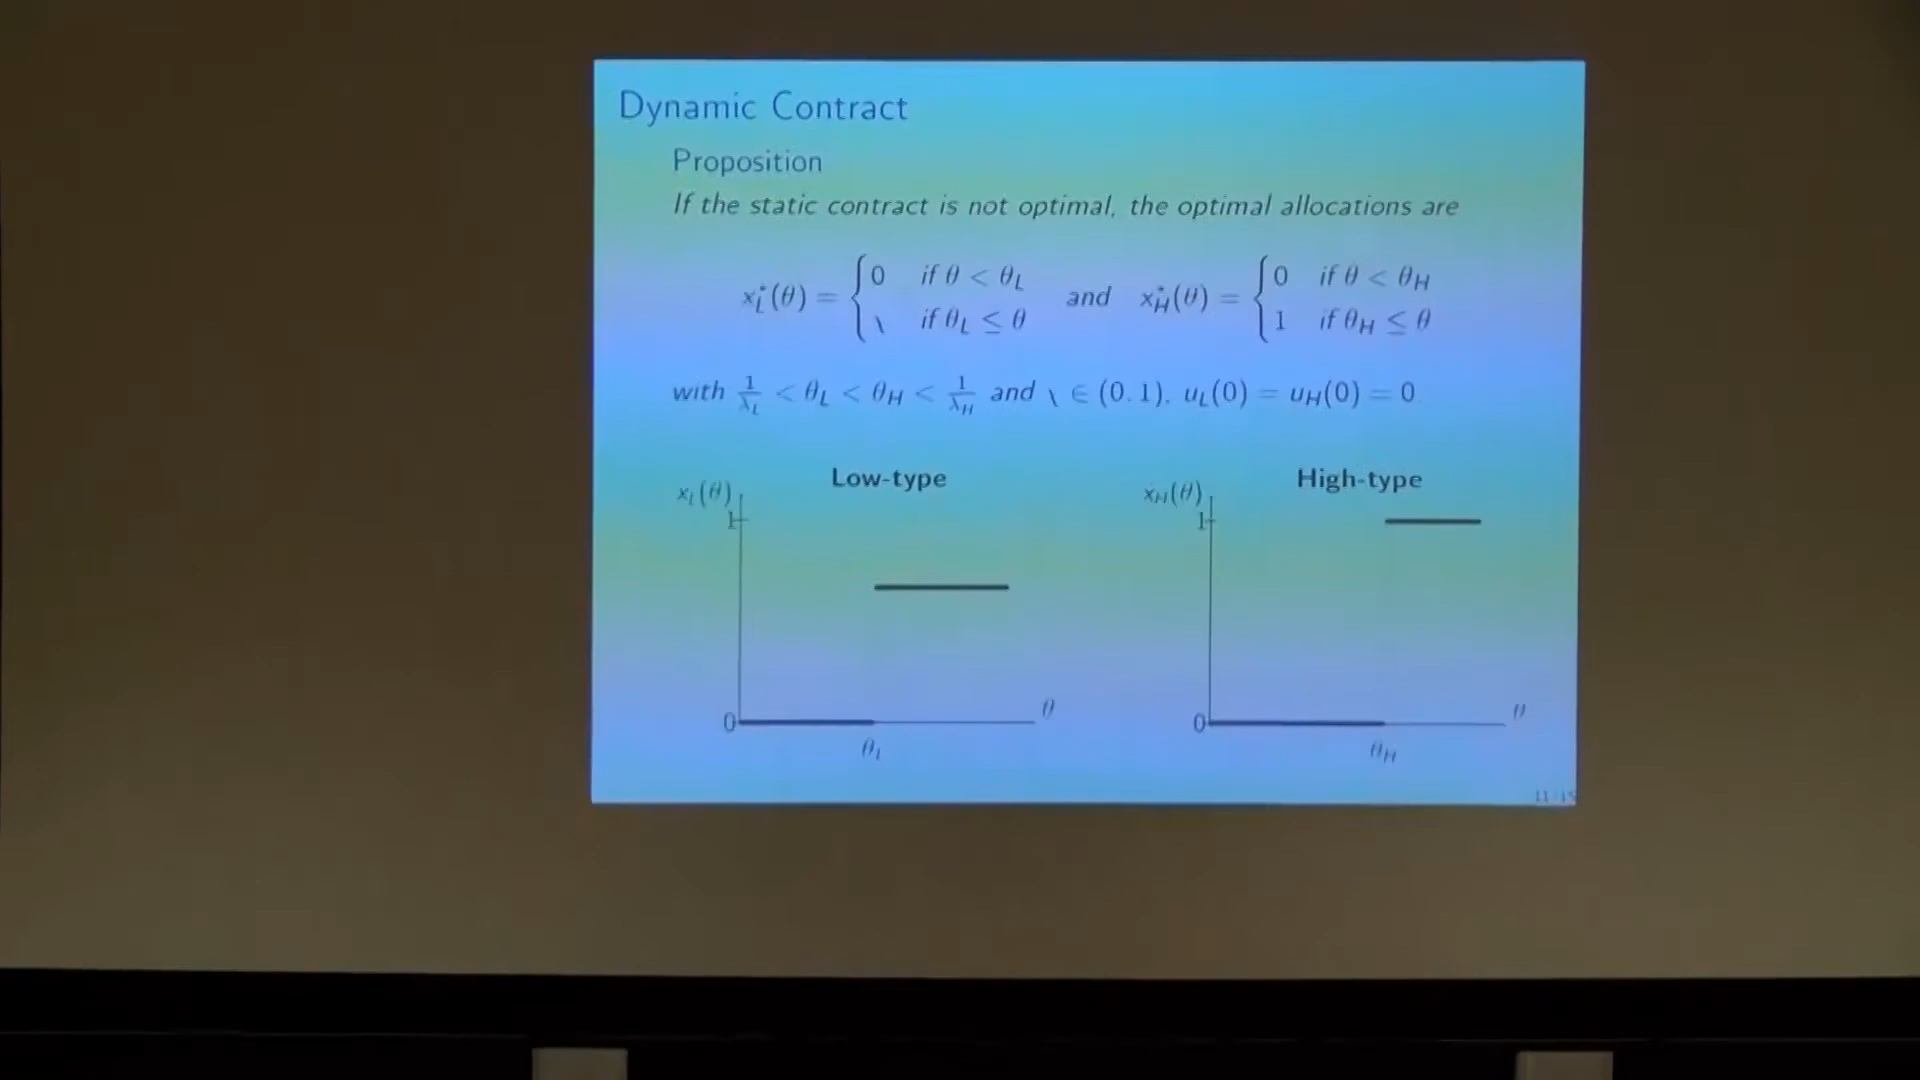 Dynamic Contract
Proposition
If the static contract is not optimal, the optimal allocations are
x*_L(θ) = { 0 if θ < θ_L
if θ_L ≤ θ
and x*_H(θ) = { 0 if θ < θ_H
1 if θ_H ≤ θ
with 1/λ_L < θ_L < θ_H < 1/λ_H and ∈ (0,1), u_L(0) = u_H(0) = 0.
Low-type
x_L(θ)
1
0
θ
θ_L
High-type
x_H(θ)
1
0
θ
θ_H
11/15